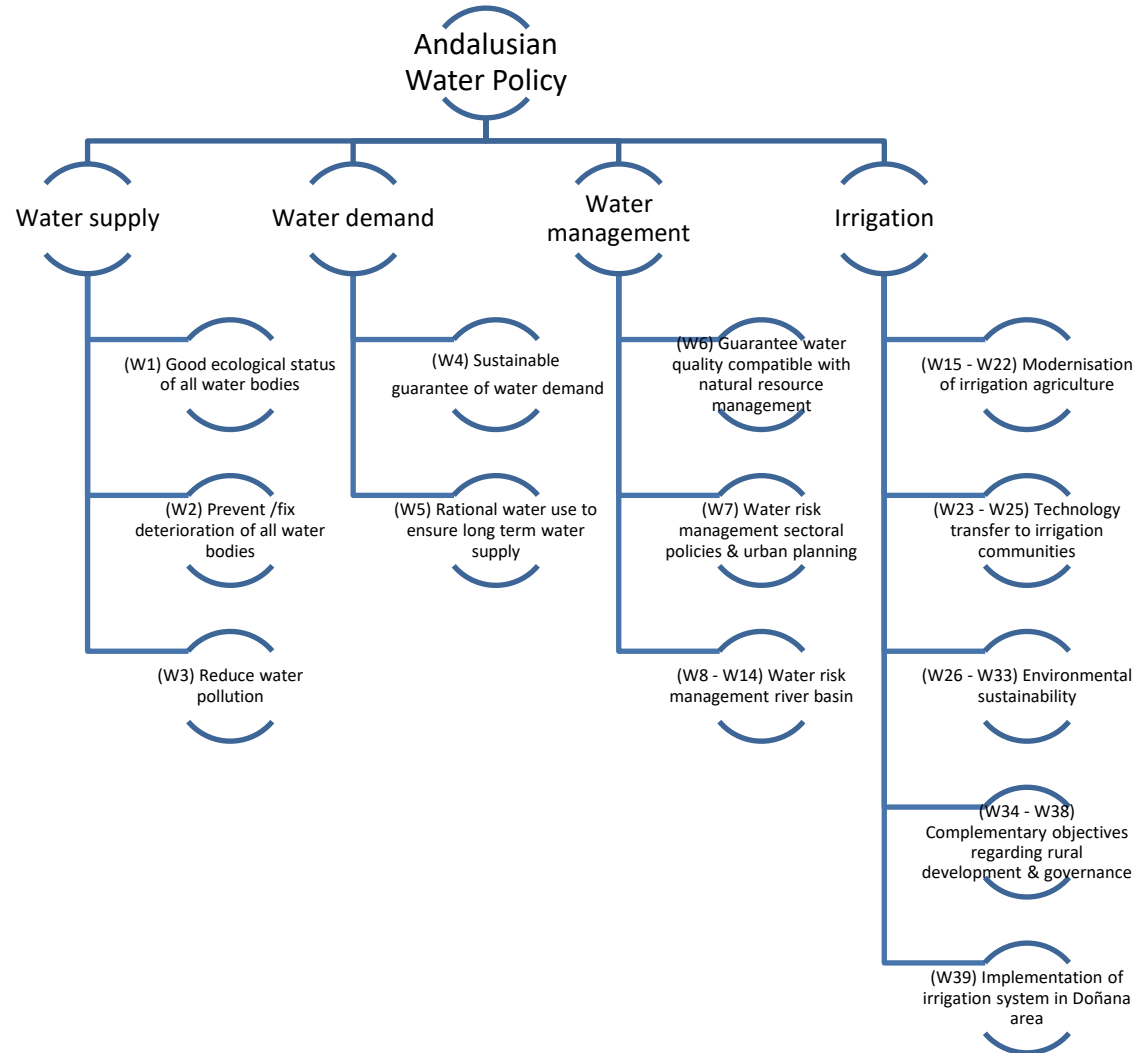 Andalusian
Water Policy
Water supply
Water demand
Water
management
Irrigation
(W1) Good ecological status
of all water bodies
(W2) Prevent /fix
deterioration of all water
bodies
(W3) Reduce water
pollution
(W4) Sustainable
guarantee of water demand
(W5) Rational water use to
ensure long term water
supply
(W6) Guarantee water
quality compatible with
natural resource
management
(W7) Water risk
management sectoral
policies & urban planning
(W8 - W14) Water risk
management river basin
(W15 - W22) Modernisation
of irrigation agriculture
(W23 - W25) Technology
transfer to irrigation
communities
(W26 - W33) Environmental
sustainability
(W34 - W38)
Complementary objectives
regarding rural
development & governance
(W39) Implementation of
irrigation system in Doñana
area